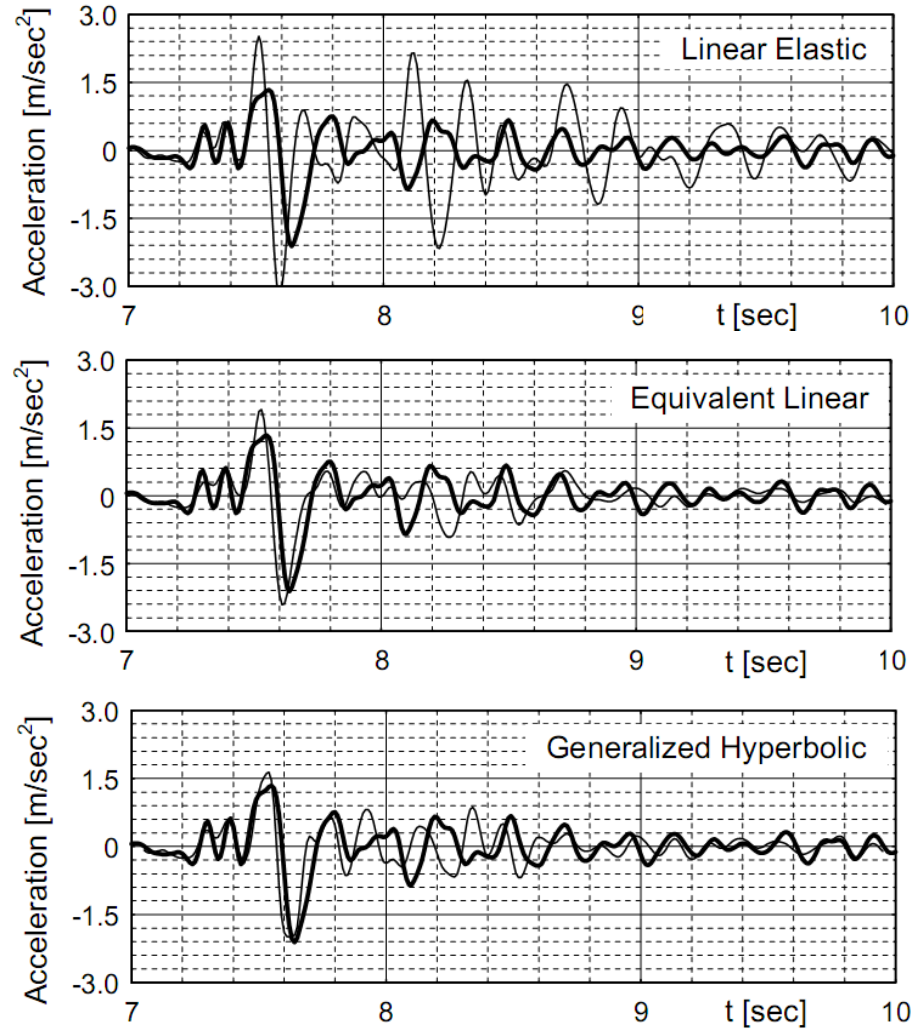 Linear Elastic
Acceleration [m/sec²]
3.0
1.5
0
-1.5
-3.0
7 8 9 t [sec] 10
Equivalent Linear
Acceleration [m/sec²]
3.0
1.5
0
-1.5
-3.0
7 8 9 t [sec] 10
Generalized Hyperbolic
Acceleration [m/sec²]
3.0
1.5
0
-1.5
-3.0
7 8 9 t [sec] 10